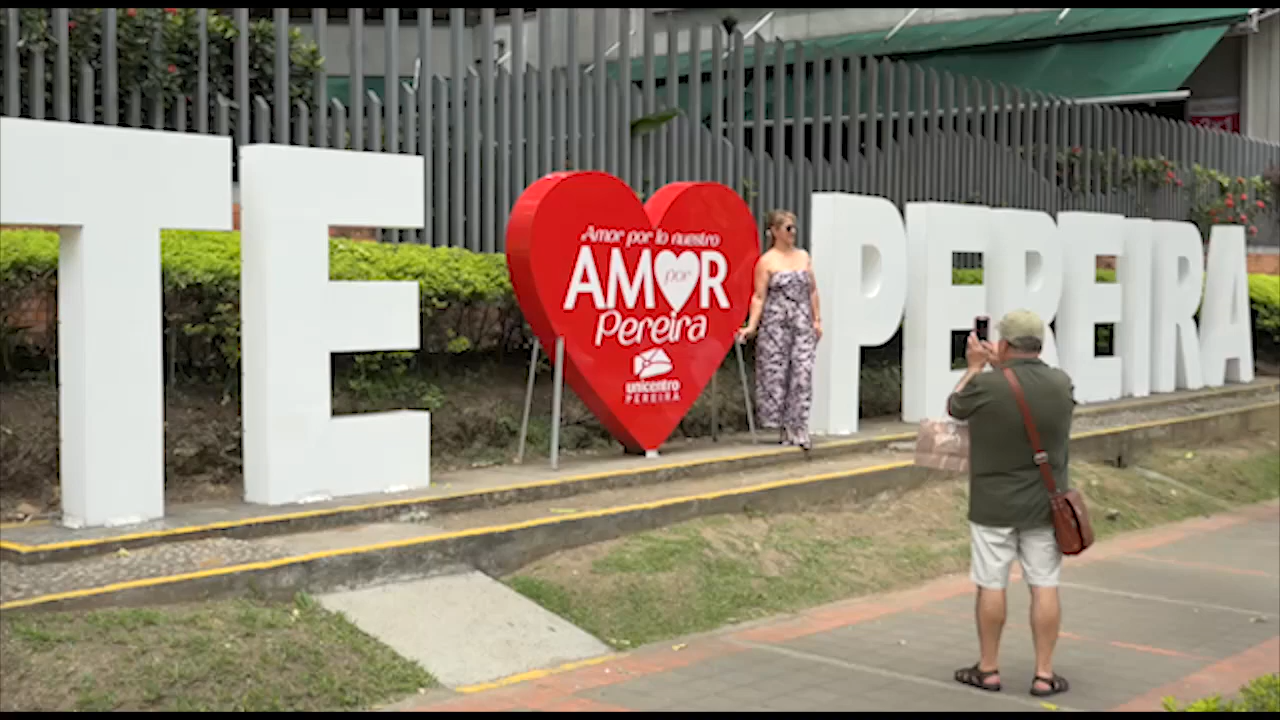 TE
Amor por lo nuestro
AMOR
por
Pereira
unicentro
PEREIRA
PEREIRA